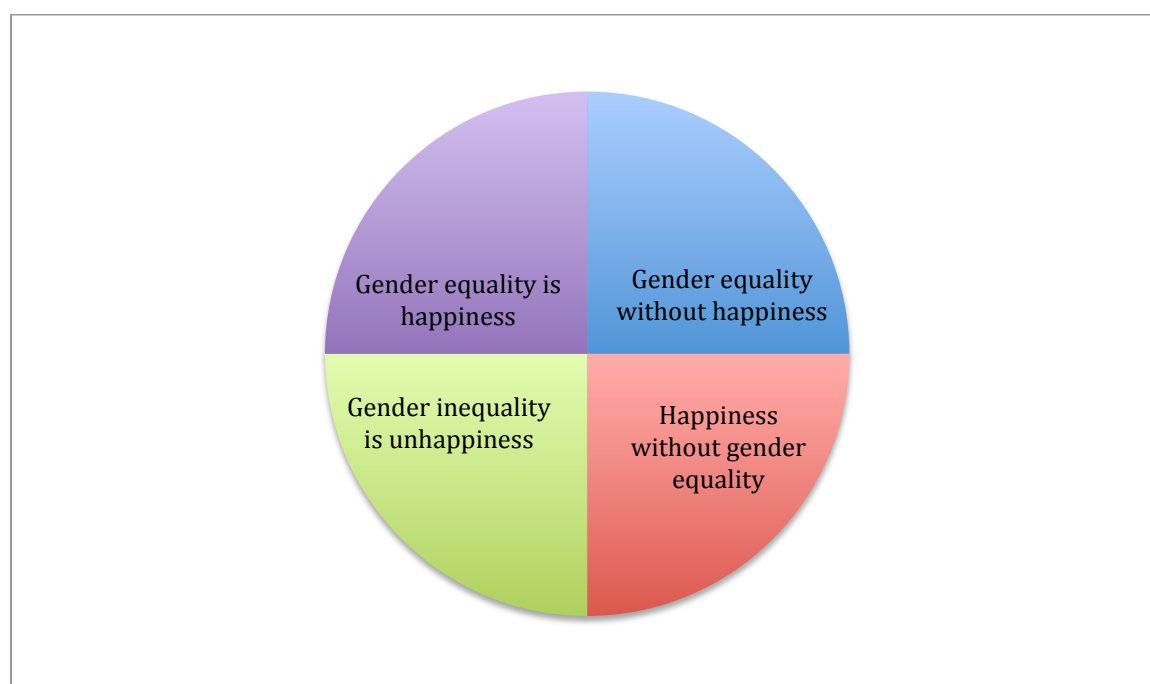 Gender equality is
happiness
Gender equality
without happiness
Gender inequality
is unhappiness
Happiness
without gender
equality